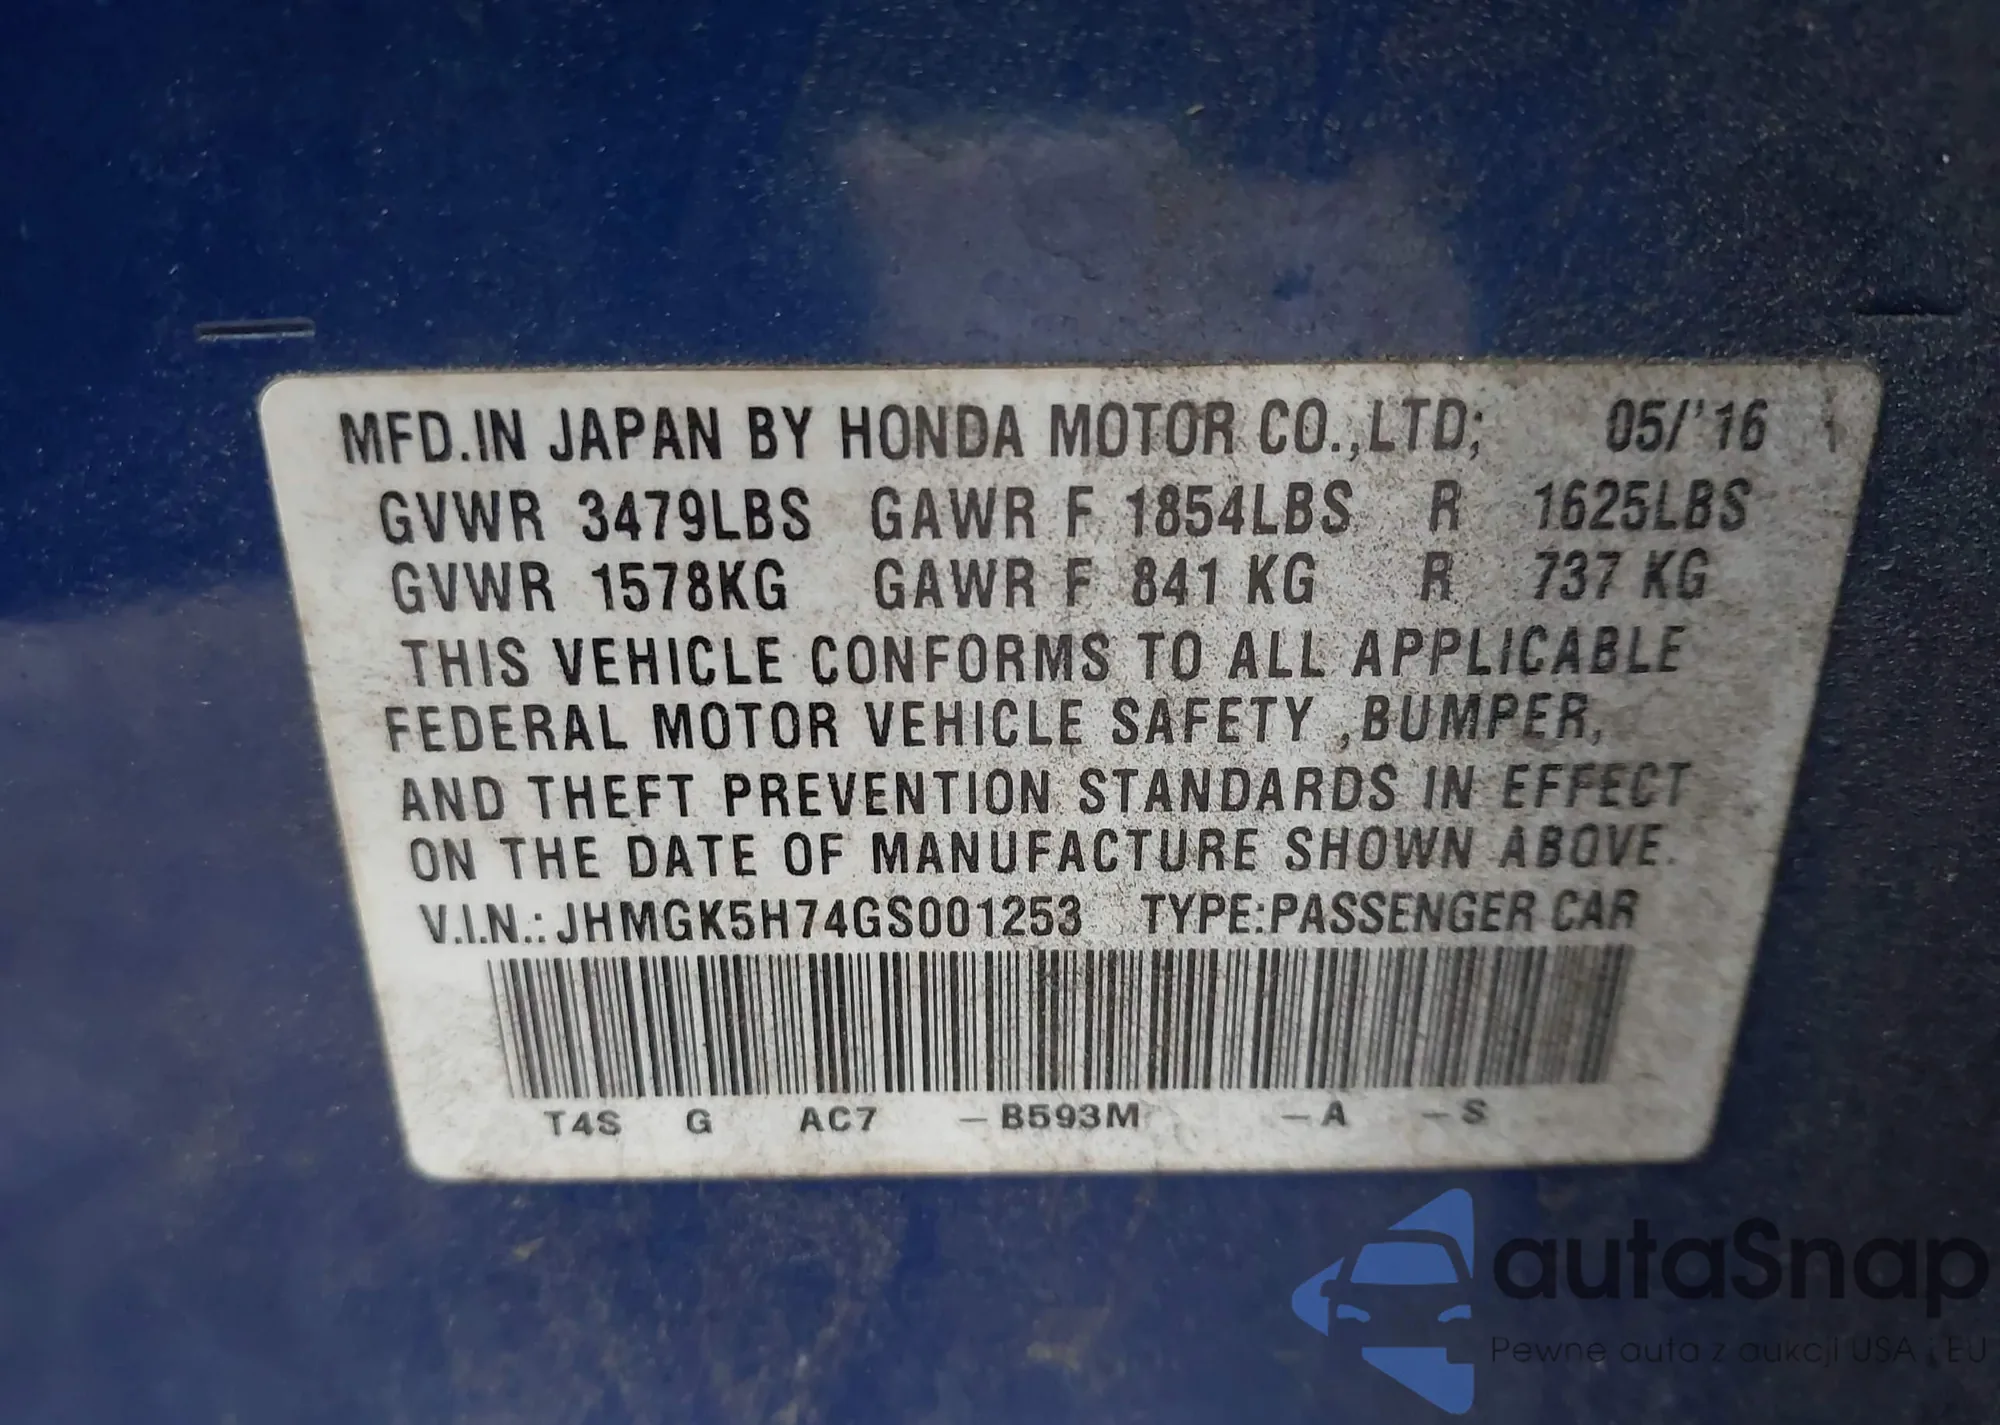 MFD.IN JAPAN BY HONDA MOTOR CO.,LTD; 05/'16
GVWR 3479LBS GAWR F 1854LBS R 1625LBS
GVWR 1578KG GAWR F 841 KG R 737 KG
THIS VEHICLE CONFORMS TO ALL APPLICABLE
FEDERAL MOTOR VEHICLE SAFETY ,BUMPER,
AND THEFT PREVENTION STANDARDS IN EFFECT
ON THE DATE OF MANUFACTURE SHOWN ABOVE.
V.I.N.: JHMGK5H74GS001253 TYPE:PASSENGER CAR
T4S G AC7 -B593M -A -S
autaSnap
Pewne auta z aukcji USA i EU